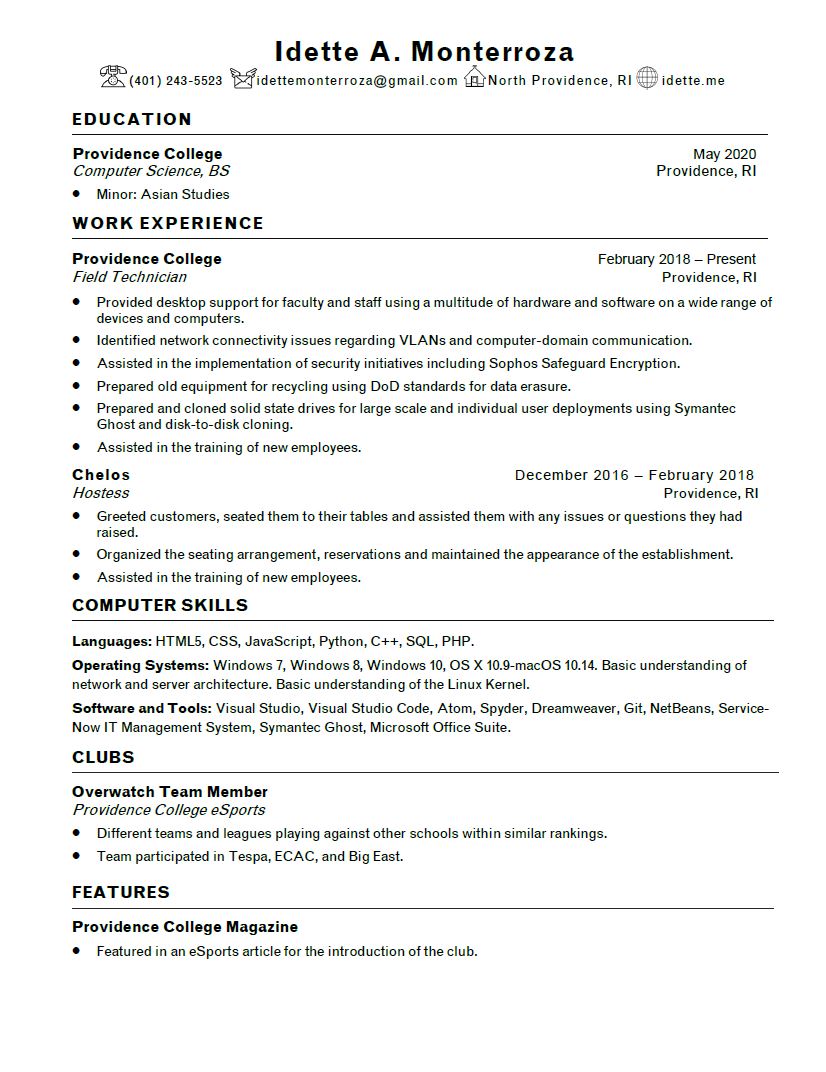 Idette A. Monterroza
(401) 243-5523 idettemonterroza@gmail.com North Providence, RI idette.me
EDUCATION
Providence College May 2020
Computer Science, BS Providence, RI
• Minor: Asian Studies
WORK EXPERIENCE
Providence College February 2018 – Present
Field Technician Providence, RI
• Provided desktop support for faculty and staff using a multitude of hardware and software on a wide range of
devices and computers.
• Identified network connectivity issues regarding VLANs and computer-domain communication.
• Assisted in the implementation of security initiatives including Sophos Safeguard Encryption.
• Prepared old equipment for recycling using DoD standards for data erasure.
• Prepared and cloned solid state drives for large scale and individual user deployments using Symantec
Ghost and disk-to-disk cloning.
• Assisted in the training of new employees.
Chelos December 2016 – February 2018
Hostess Providence, RI
• Greeted customers, seated them to their tables and assisted them with any issues or questions they had
raised.
• Organized the seating arrangement, reservations and maintained the appearance of the establishment.
• Assisted in the training of new employees.
COMPUTER SKILLS
Languages: HTML5, CSS, JavaScript, Python, C++, SQL, PHP.
Operating Systems: Windows 7, Windows 8, Windows 10, OS X 10.9-macOS 10.14. Basic understanding of
network and server architecture. Basic understanding of the Linux Kernel.
Software and Tools: Visual Studio, Visual Studio Code, Atom, Spyder, Dreamweaver, Git, NetBeans, Service-
Now IT Management System, Symantec Ghost, Microsoft Office Suite.
CLUBS
Overwatch Team Member
Providence College eSports
• Different teams and leagues playing against other schools within similar rankings.
• Team participated in Tespa, ECAC, and Big East.
FEATURES
Providence College Magazine
• Featured in an eSports article for the introduction of the club.